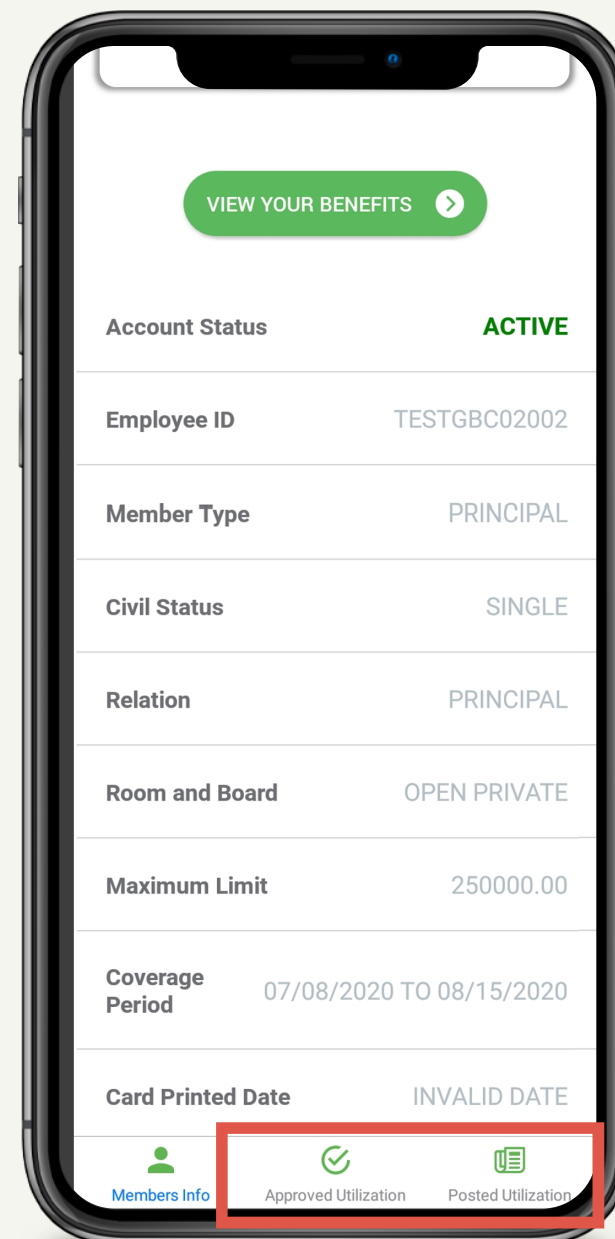 VIEW YOUR BENEFITS
Account Status ACTIVE
Employee ID TESTGBC02002
Member Type PRINCIPAL
Civil Status SINGLE
Relation PRINCIPAL
Room and Board OPEN PRIVATE
Maximum Limit 250000.00
Coverage Period 07/08/2020 TO 08/15/2020
Card Printed Date INVALID DATE
Members Info Approved Utilization Posted Utilization